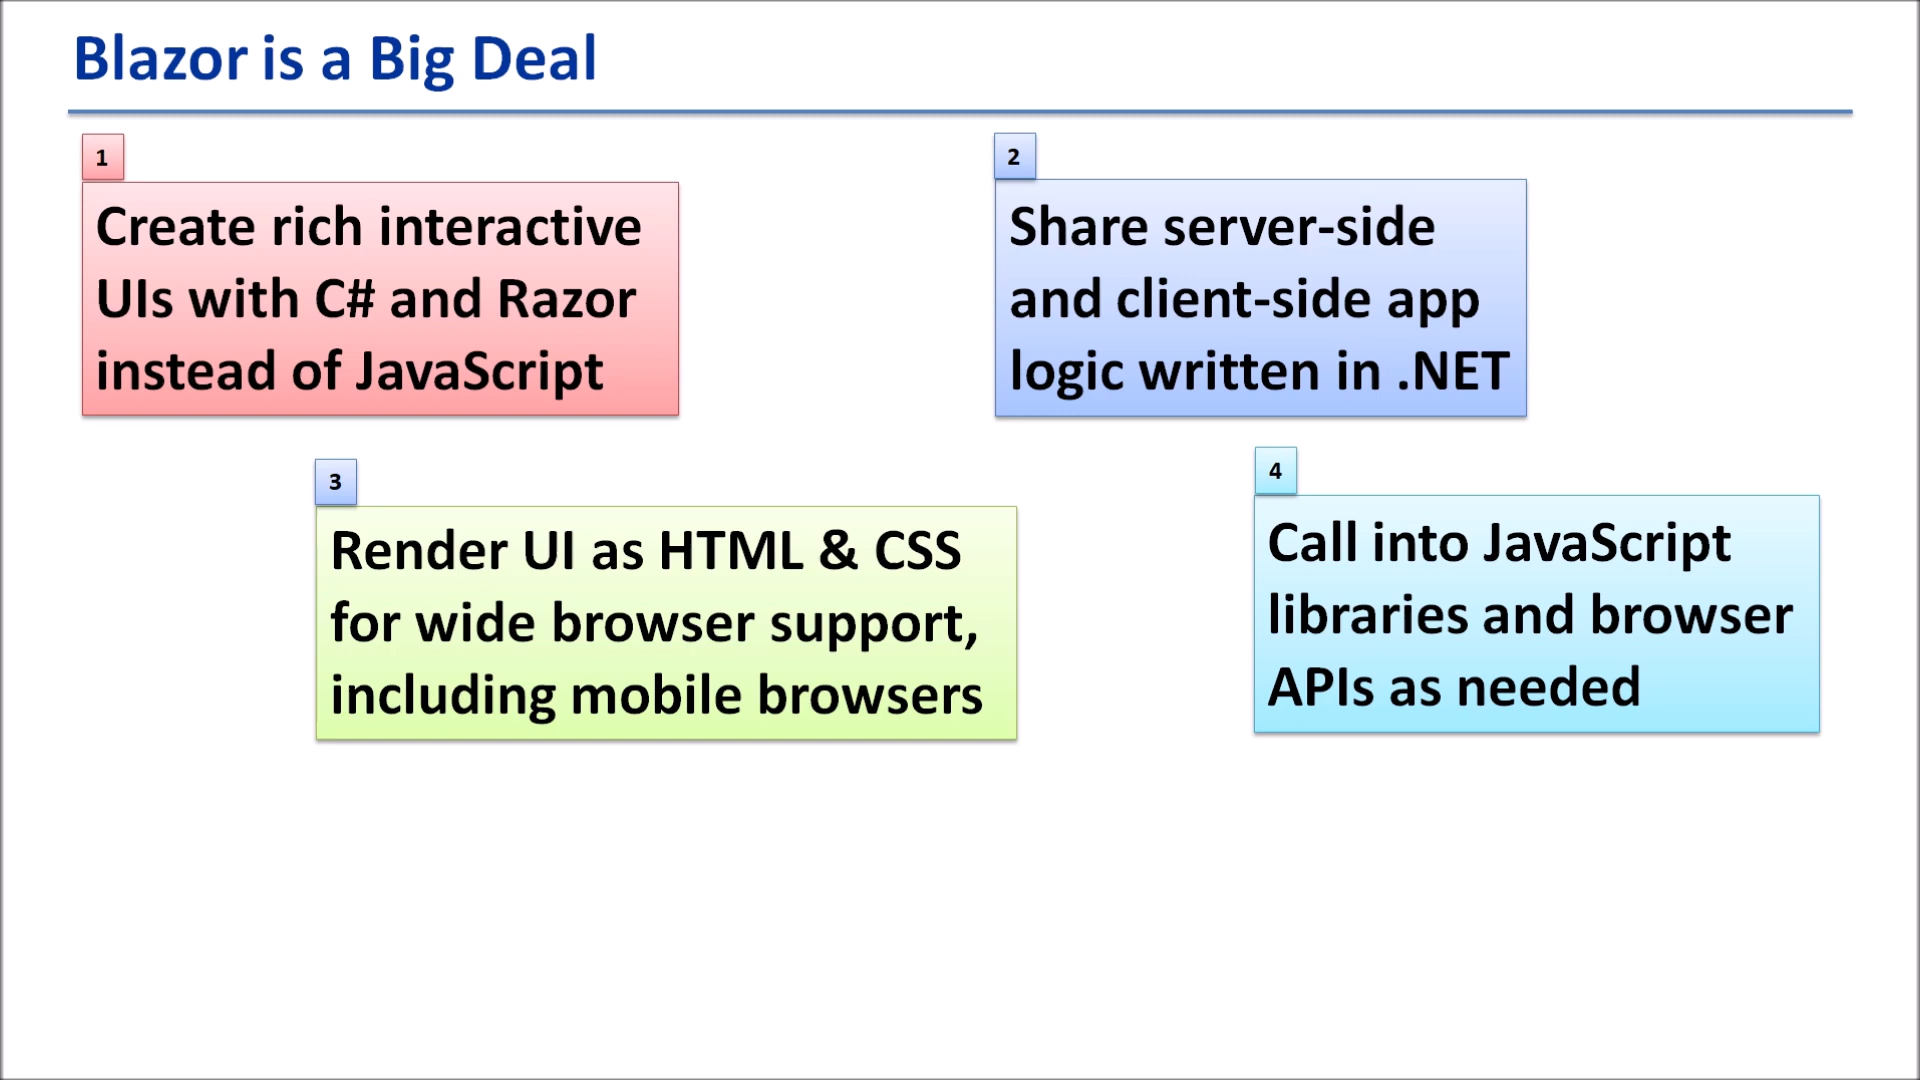 Blazor is a Big Deal
1
Create rich interactive
UIs with C# and Razor
instead of JavaScript
2
Share server-side
and client-side app
logic written in .NET
3
Render UI as HTML & CSS
for wide browser support,
including mobile browsers
4
Call into JavaScript
libraries and browser
APIs as needed